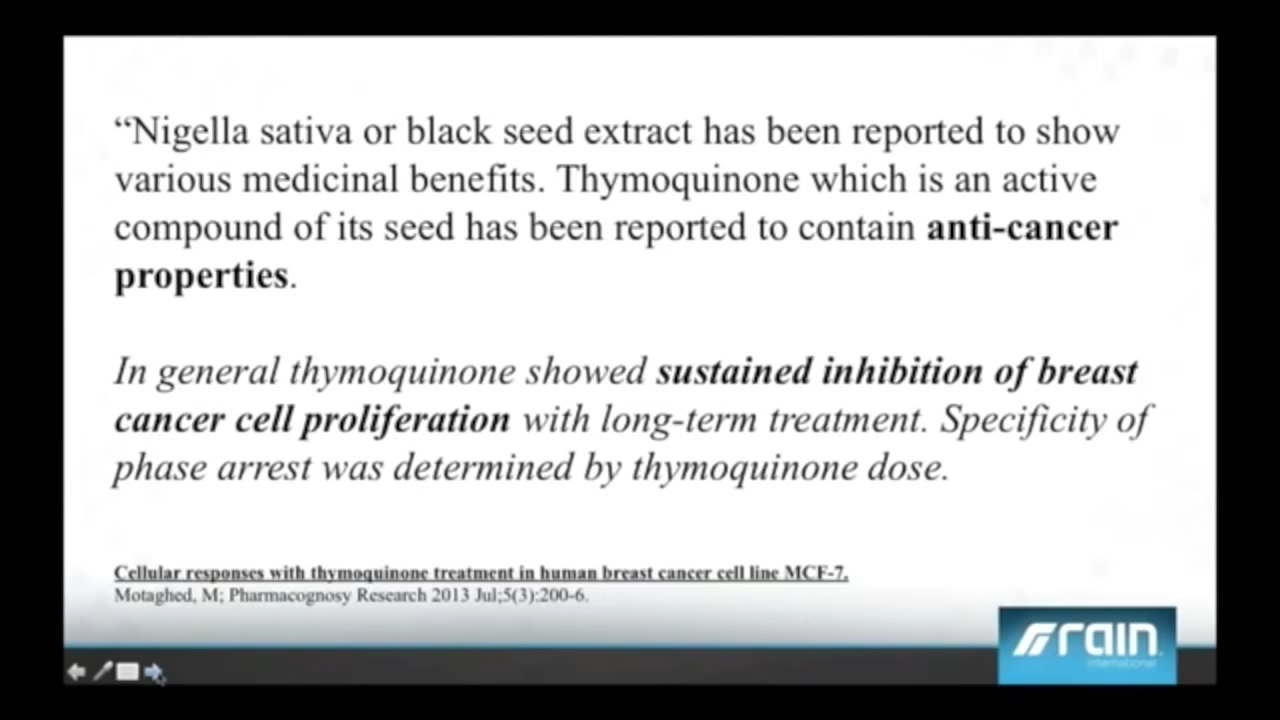 “Nigella sativa or black seed extract has been reported to show
various medicinal benefits. Thymoquinone which is an active
compound of its seed has been reported to contain anti-cancer
properties.
In general thymoquinone showed sustained inhibition of breast
cancer cell proliferation with long-term treatment. Specificity of
phase arrest was determined by thymoquinone dose.
Cellular responses with thymoquinone treatment in human breast cancer cell line MCF-7.
Motaghed, M; Pharmacognosy Research 2013 Jul;5(3):200-6.
rain
international